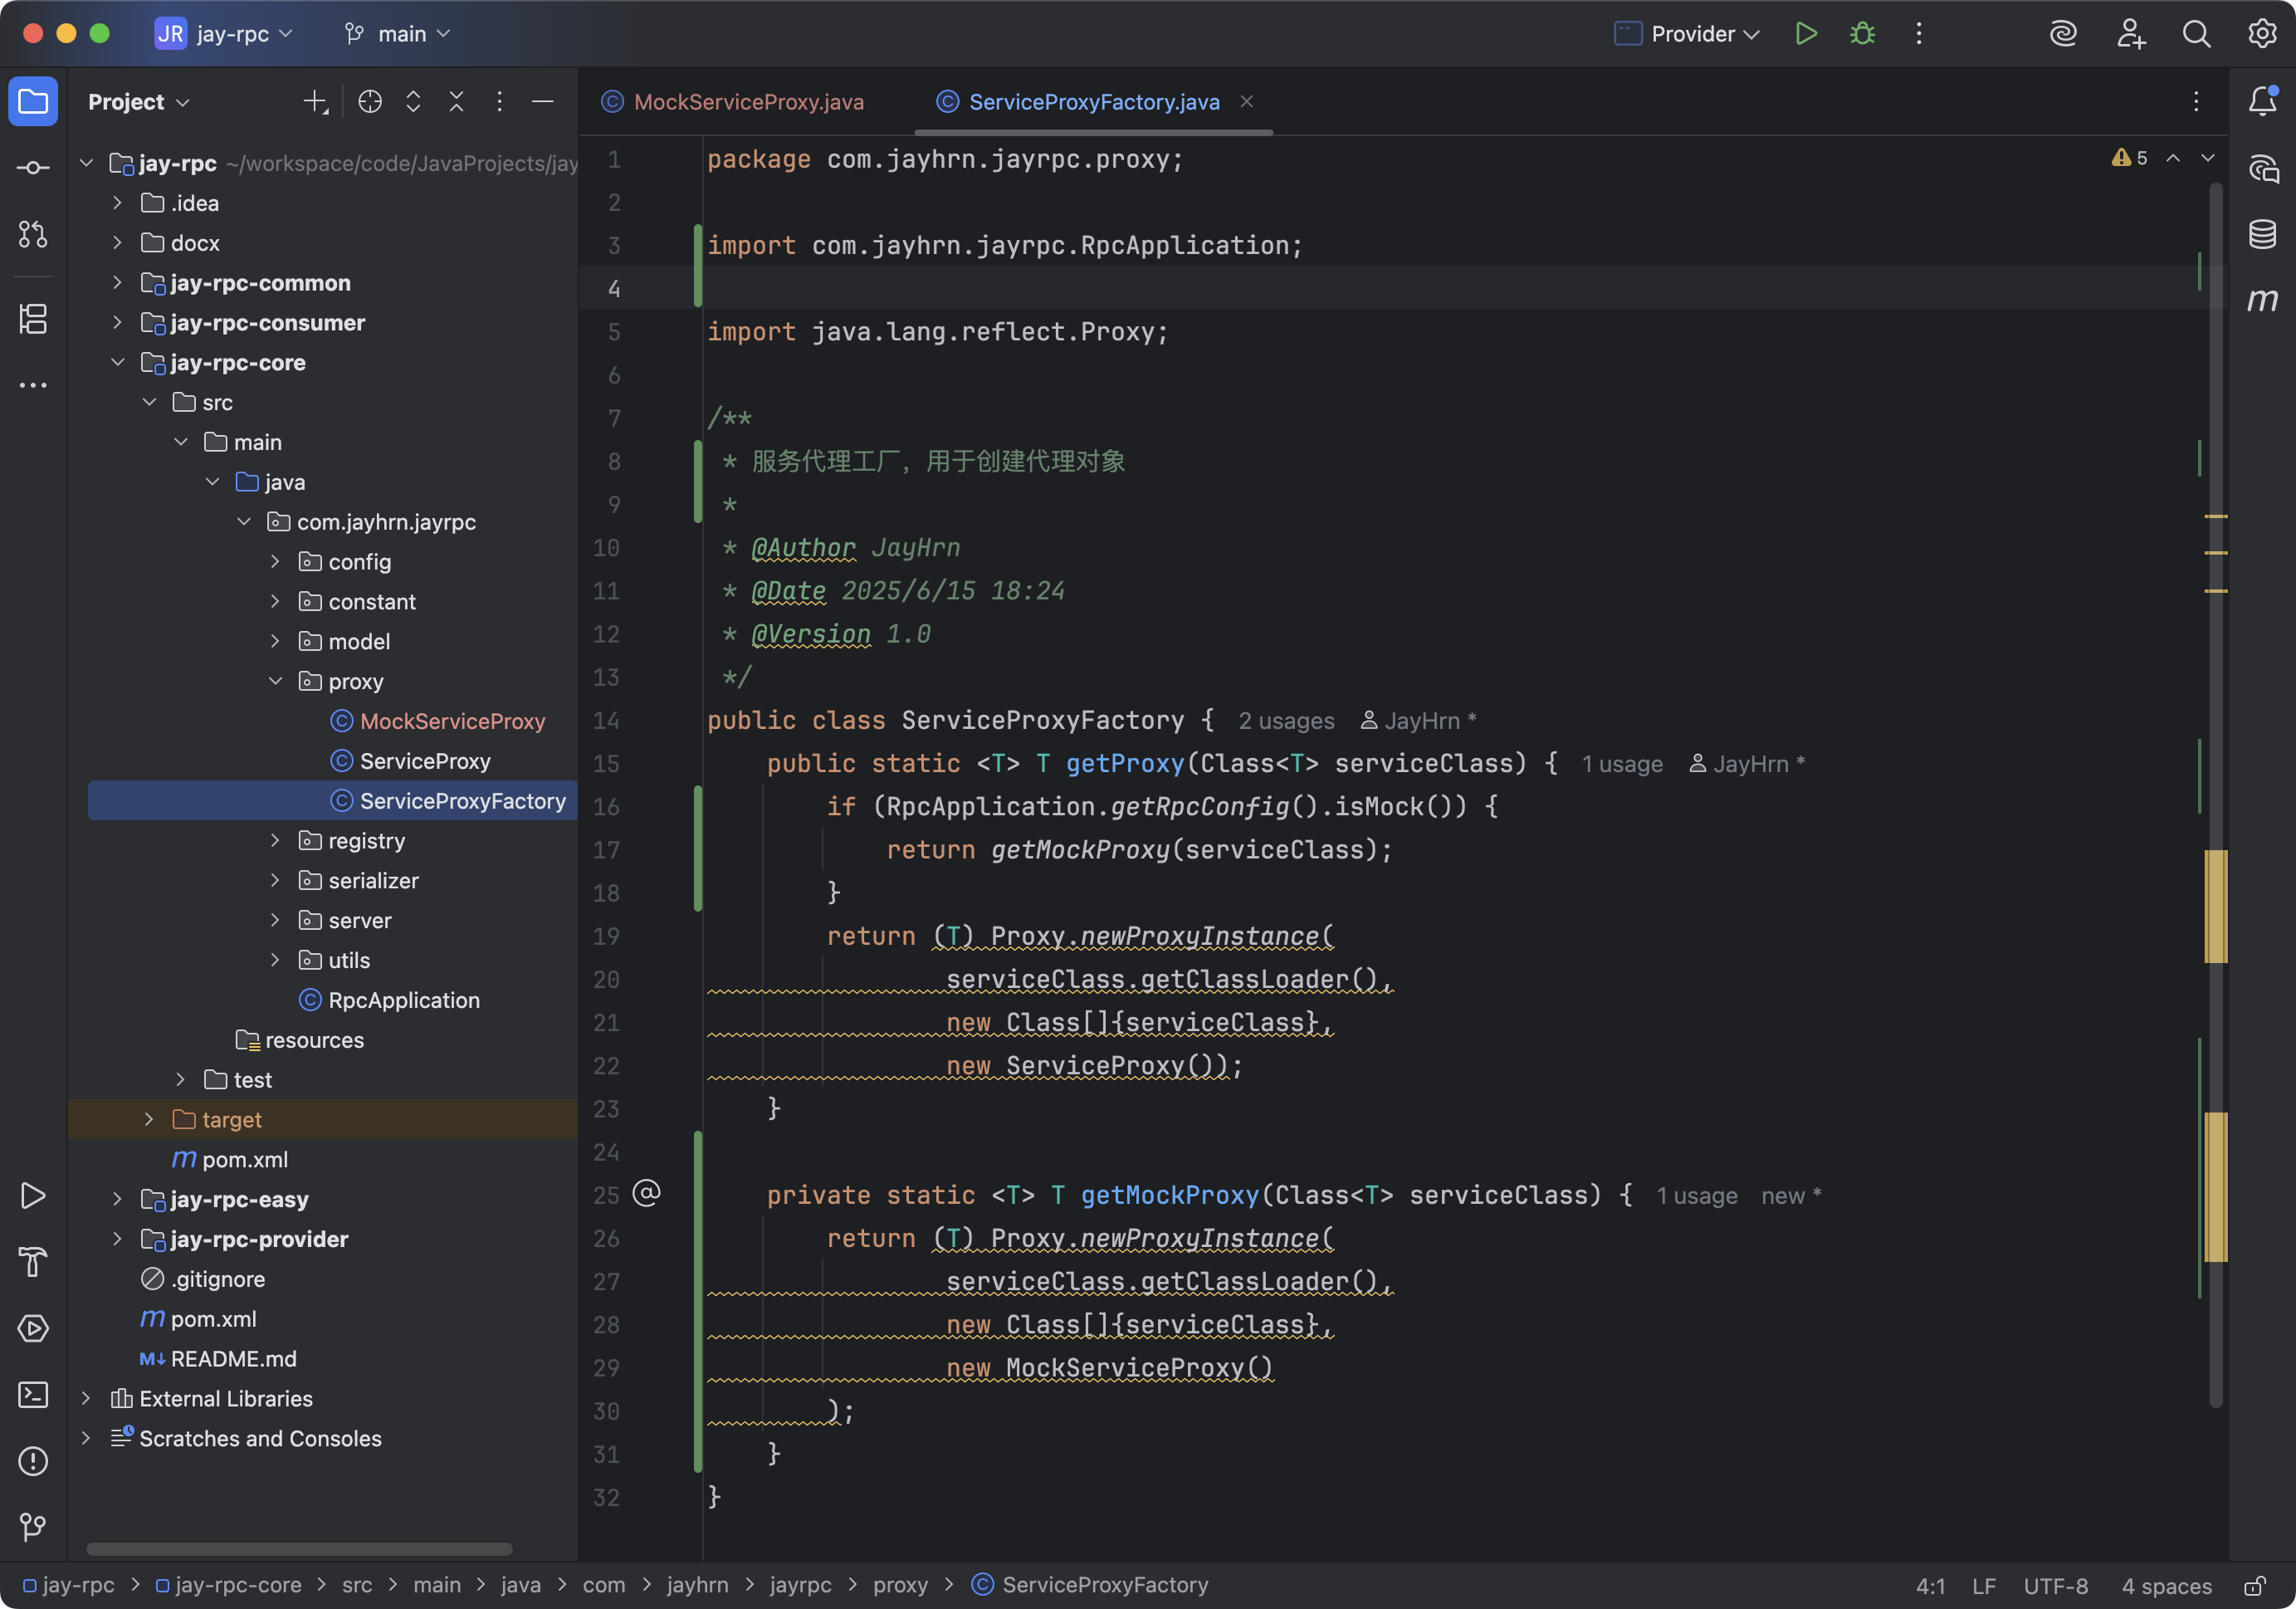 JR jay-rpc main Provider
Project
jay-rpc ~/workspace/code/JavaProjects/jay
.idea
docx
jay-rpc-common
jay-rpc-consumer
jay-rpc-core
src
main
java
com.jayhrn.jayrpc
config
constant
model
proxy
MockServiceProxy
ServiceProxy
ServiceProxyFactory
registry
serializer
server
utils
RpcApplication
resources
test
target
m pom.xml
jay-rpc-easy
jay-rpc-provider
.gitignore
m pom.xml
M↓ README.md
External Libraries
Scratches and Consoles
MockServiceProxy.java ServiceProxyFactory.java
5
1 package com.jayhrn.jayrpc.proxy;
2
3 import com.jayhrn.jayrpc.RpcApplication;
4
5 import java.lang.reflect.Proxy;
6
7 /**
8  * 服务代理工厂，用于创建代理对象
9  *
10  * @Author JayHrn
11  * @Date 2025/6/15 18:24
12  * @Version 1.0
13  */
14 public class ServiceProxyFactory { 2 usages JayHrn *
15     public static <T> T getProxy(Class<T> serviceClass) { 1 usage JayHrn *
16         if (RpcApplication.getRpcConfig().isMock()) {
17             return getMockProxy(serviceClass);
18         }
19         return (T) Proxy.newProxyInstance(
20                 serviceClass.getClassLoader(),
21                 new Class[]{serviceClass},
22                 new ServiceProxy());
23     }
24
25 @     private static <T> T getMockProxy(Class<T> serviceClass) { 1 usage new *
26         return (T) Proxy.newProxyInstance(
27                 serviceClass.getClassLoader(),
28                 new Class[]{serviceClass},
29                 new MockServiceProxy()
30         );
31     }
32 }
m
jay-rpc > jay-rpc-core > src > main > java > com > jayhrn > jayrpc > proxy > ServiceProxyFactory
4:1 LF UTF-8 4 spaces